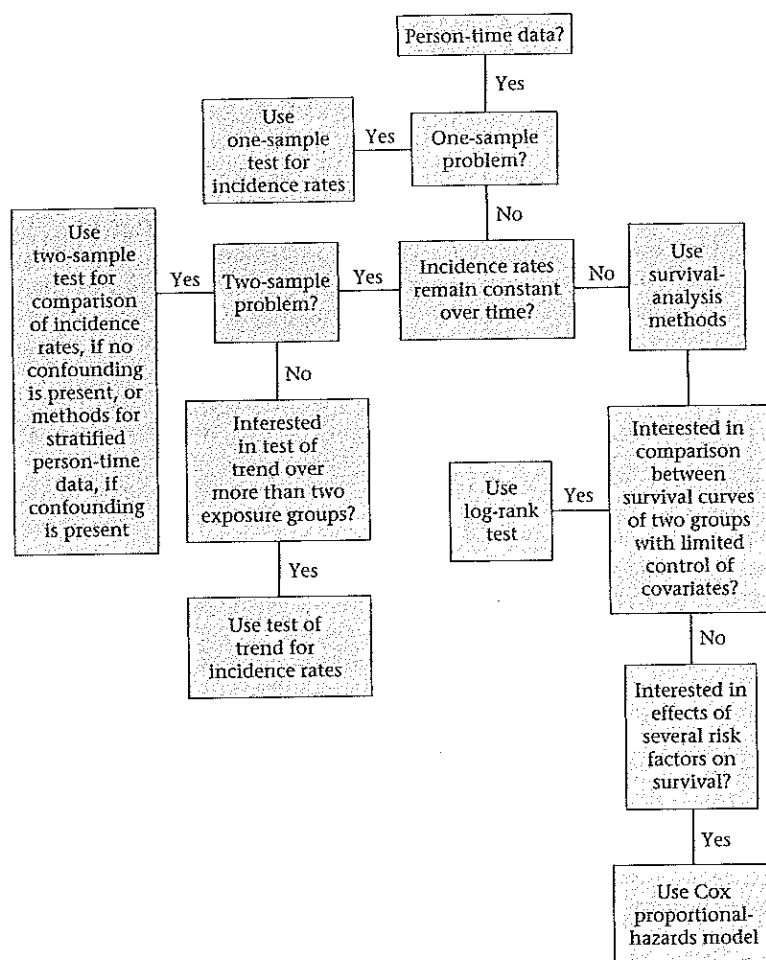 Person-time data?
Yes
Use
one-sample
test for
incidence rates
Yes
One-sample
problem?
No
Use
two-sample
test for
comparison
of incidence
rates, if no
confounding
is present, or
methods for
stratified
person-time
data, if
confounding
is present
Yes
Two-sample
problem?
Yes
Incidence rates
remain constant
over time?
No
Use
survival-
analysis
methods
No
Interested
in test of
trend over
more than two
exposure groups?
Yes
Use test of
trend for
incidence rates
Use
log-rank
test
Yes
Interested in
comparison
between
survival curves
of two groups
with limited
control of
covariates?
No
Interested in
effects of
several risk
factors on
survival?
Yes
Use Cox
proportional-
hazards model